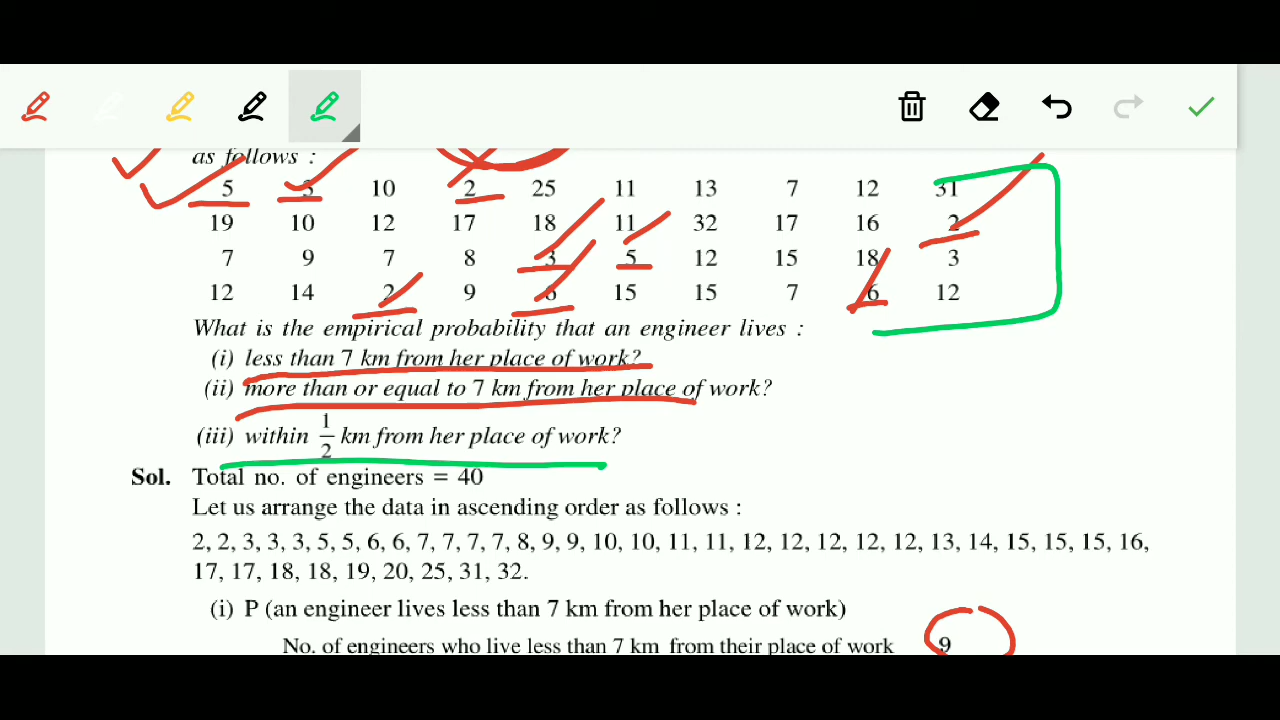 as follows :
5 3 10 2 25 11 13 7 12 31
19 10 12 17 18 11 32 17 16 2
7 9 7 8 3 5 12 15 18 3
12 14 2 9 6 15 15 7 6 12
What is the empirical probability that an engineer lives :
(i) less than 7 km from her place of work?
(ii) more than or equal to 7 km from her place of work?
(iii) within 1/2 km from her place of work?
Sol. Total no. of engineers = 40
Let us arrange the data in ascending order as follows :
2, 2, 3, 3, 3, 5, 5, 6, 6, 7, 7, 7, 7, 8, 9, 9, 10, 10, 11, 11, 12, 12, 12, 12, 12, 13, 14, 15, 15, 15, 16,
17, 17, 18, 18, 19, 20, 25, 31, 32.
(i) P (an engineer lives less than 7 km from her place of work)
No. of engineers who live less than 7 km from their place of work 9